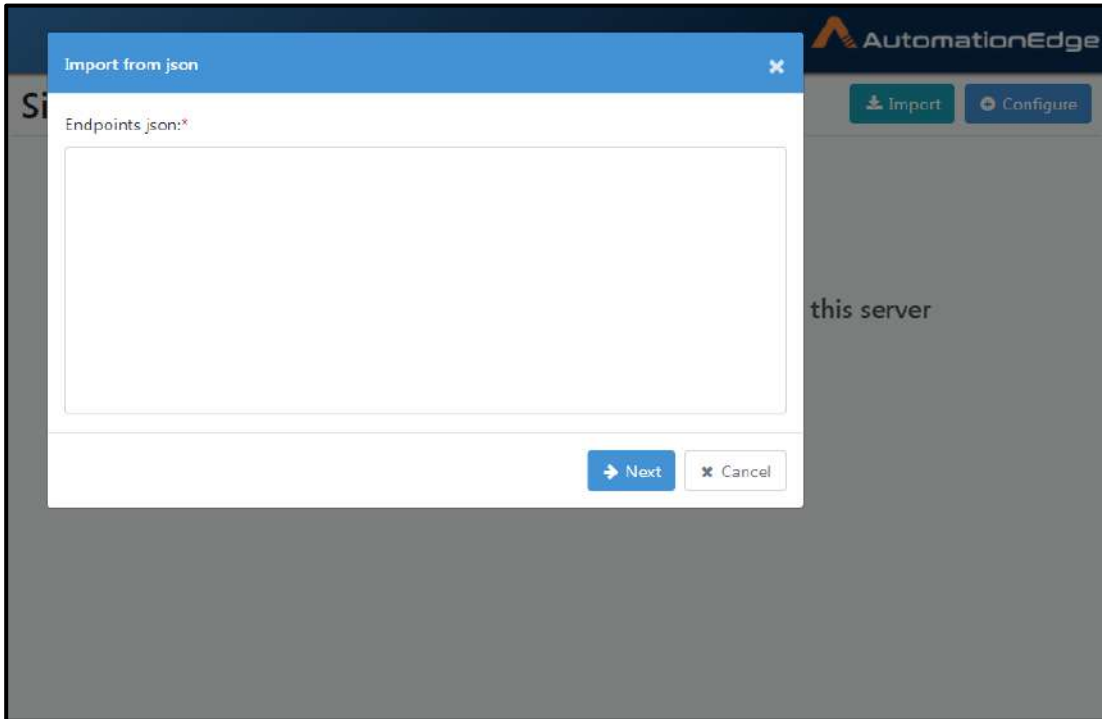 AutomationEdge
Import from json
Si
Import
Configure
Endpoints json:*
this server
Next
Cancel